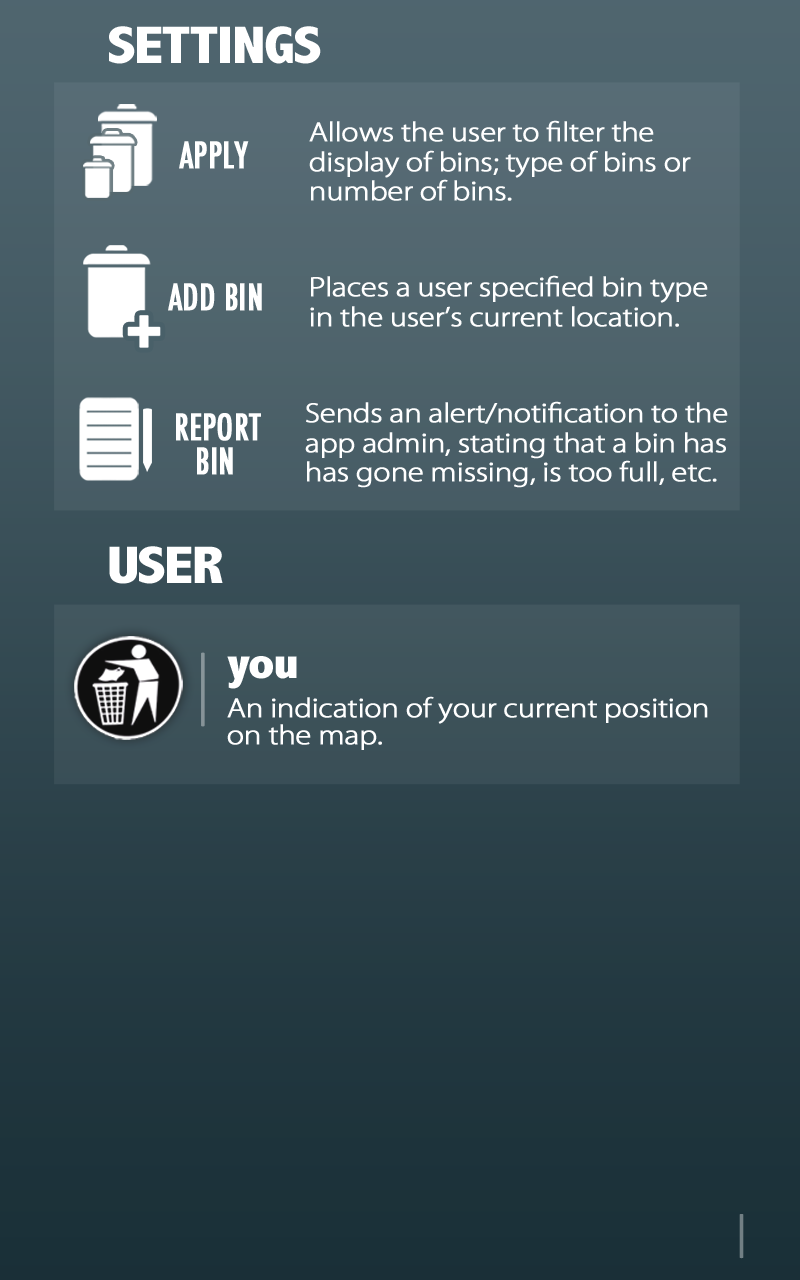 SETTINGS
APPLY
Allows the user to filter the
display of bins; type of bins or
number of bins.
ADD BIN
Places a user specified bin type
in the user's current location.
REPORT
BIN
Sends an alert/notification to the
app admin, stating that a bin has
has gone missing, is too full, etc.
USER
you
An indication of your current position
on the map.